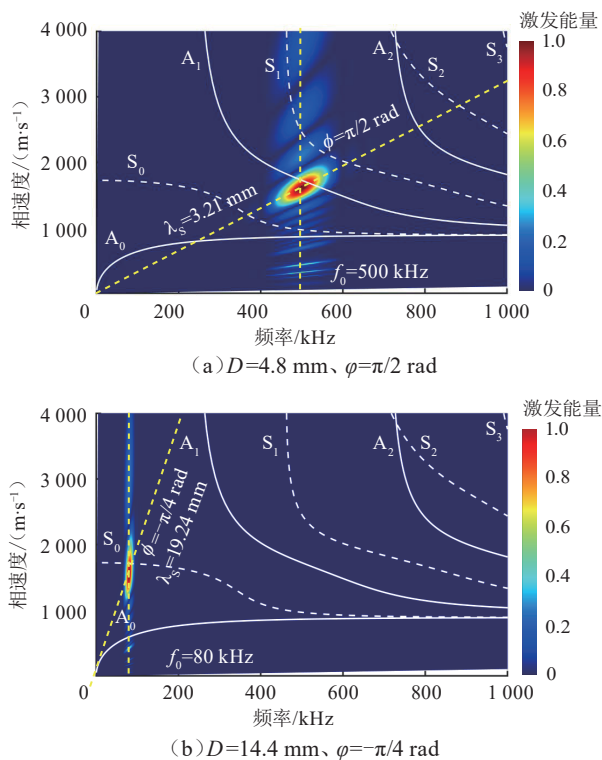 激发能量
4 000
3 000
2 000
1 000
0
相速度/(m·s⁻¹)
A₁
S₁
A₂
S₂
S₃
S₀
A₀
ϕ=π/2 rad
λₛ=3.21 mm
f₀=500 kHz
1.0
0.8
0.6
0.4
0.2
0
0 200 400 600 800 1 000
频率/kHz
(a)D=4.8 mm、φ=π/2 rad
激发能量
4 000
3 000
2 000
1 000
0
相速度/(m·s⁻¹)
A₁
S₁
A₂
S₂
S₃
S₀
A₀
ϕ=−π/4 rad
λₛ=19.24 mm
f₀=80 kHz
1.0
0.8
0.6
0.4
0.2
0
0 200 400 600 800 1 000
频率/kHz
(b)D=14.4 mm、φ=−π/4 rad